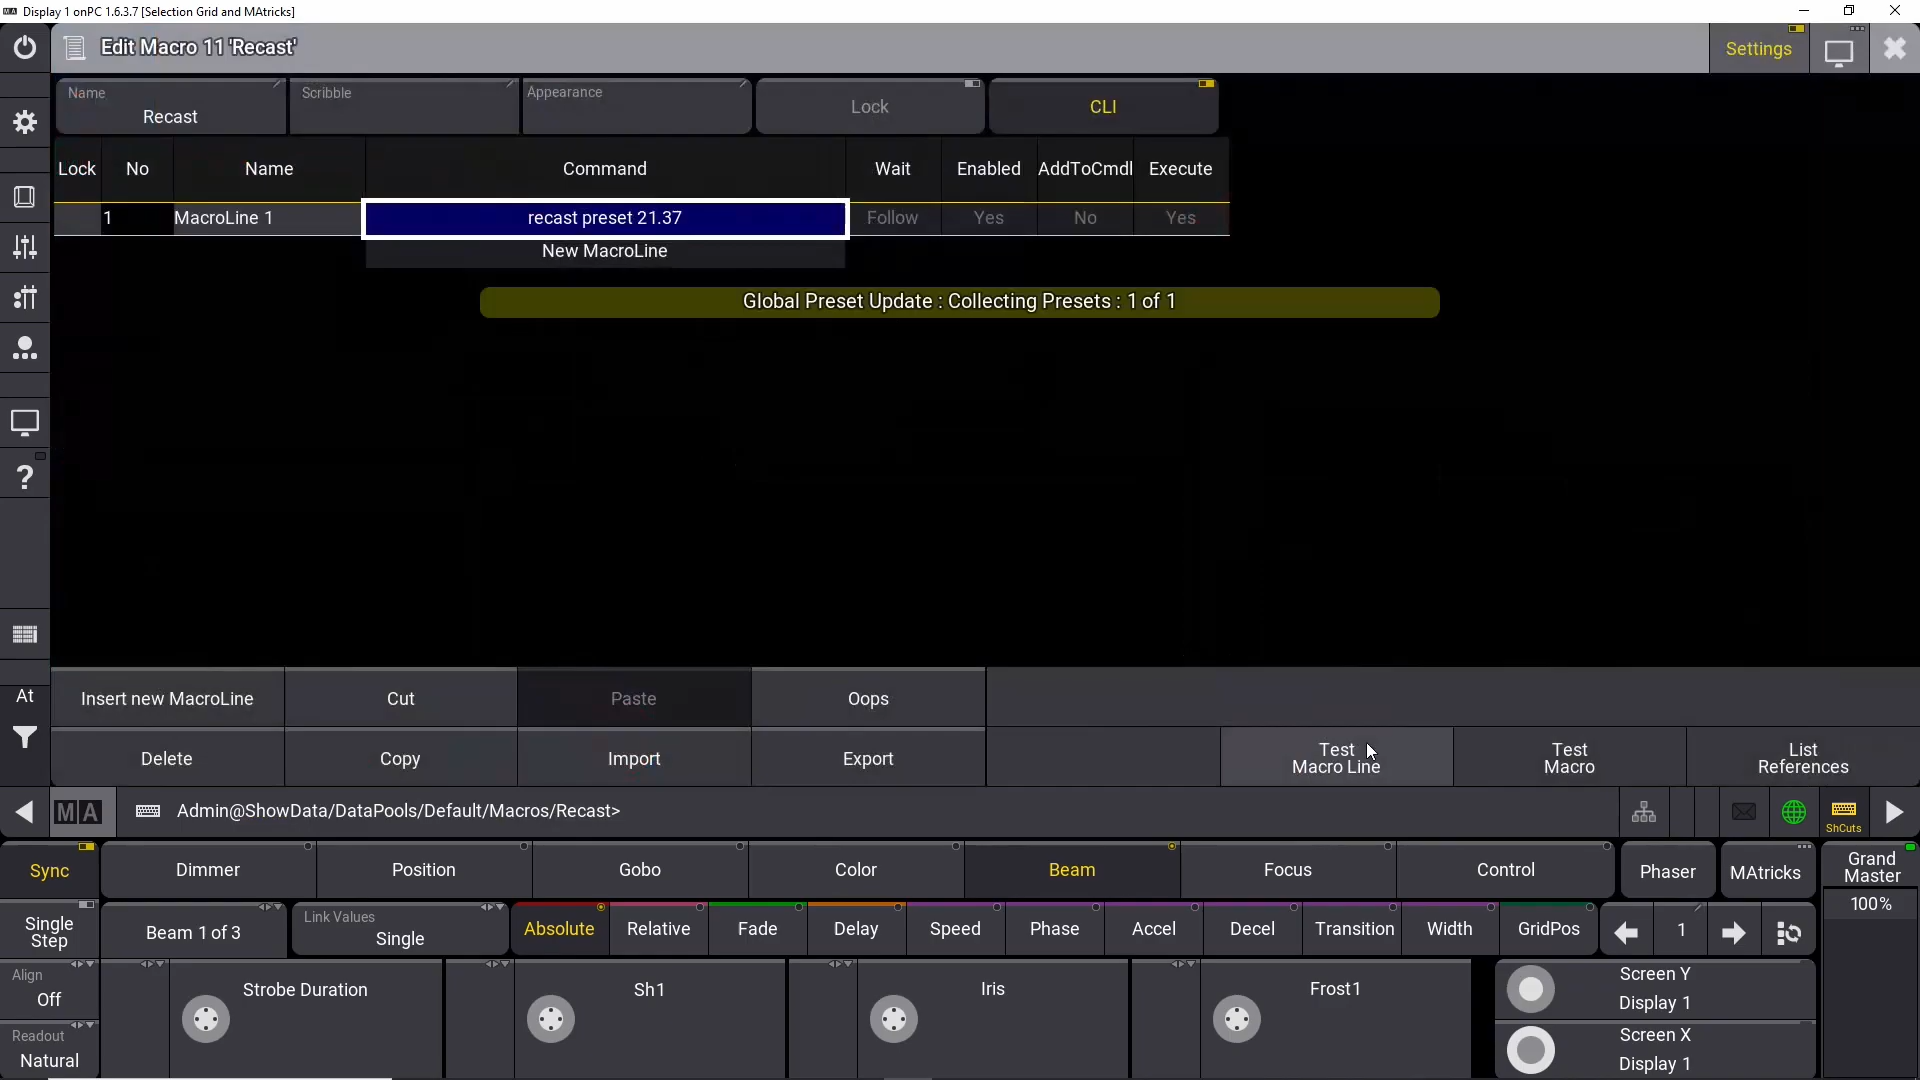 Display 1 onPC 1.6.3.7 [Selection Grid and MAtricks]
Edit Macro 11 'Recast'
Settings
Name
Recast
Scribble
Appearance
Lock
CLI
Lock No Name Command Wait Enabled AddToCmdl Execute
1 MacroLine 1 recast preset 21.37 Follow Yes No Yes
New MacroLine
Global Preset Update : Collecting Presets : 1 of 1
?
At
Insert new MacroLine Cut Paste Oops
Delete Copy Import Export
Test
Macro Line
Test
Macro
List
References
MA
Admin@ShowData/DataPools/Default/Macros/Recast>
ShCuts
Sync
Dimmer Position Gobo Color Beam Focus Control Phaser MAtricks
Grand
Master
100%
Single
Step
Beam 1 of 3
Link Values
Single
Absolute Relative Fade Delay Speed Phase Accel Decel Transition Width GridPos
1
Align
Off
Readout
Natural
Strobe Duration
Sh1
Iris
Frost1
Screen Y
Display 1
Screen X
Display 1